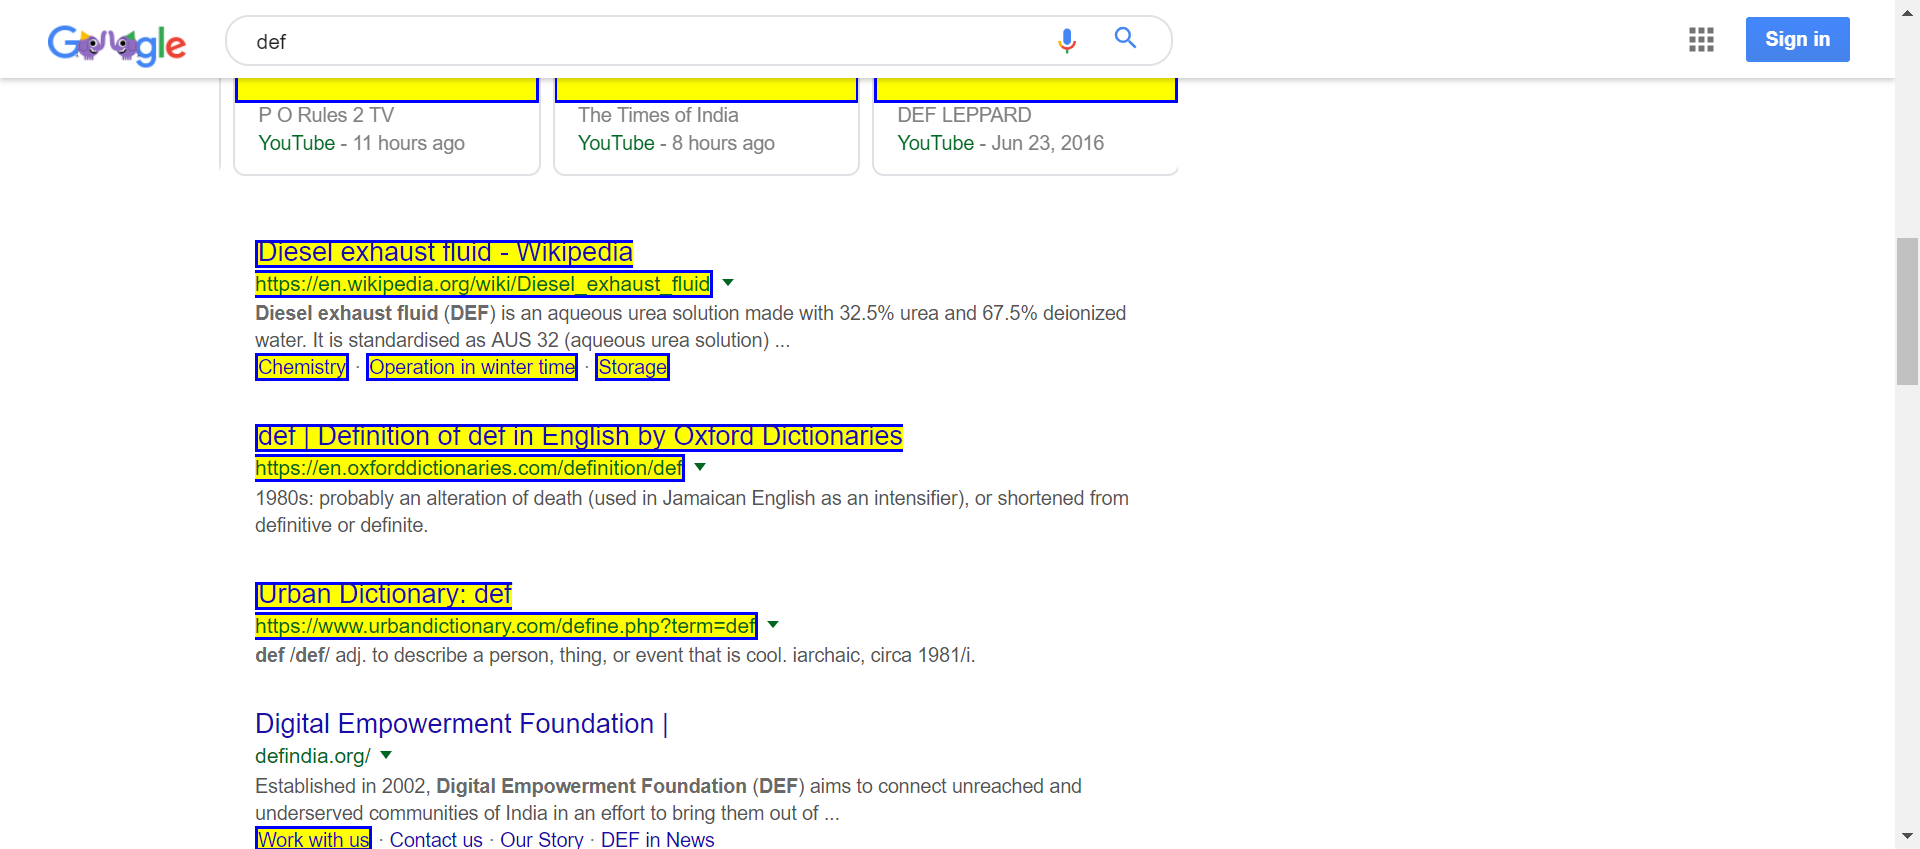 Google
def
Sign in
P O Rules 2 TV
YouTube - 11 hours ago
The Times of India
YouTube - 8 hours ago
DEF LEPPARD
YouTube - Jun 23, 2016
Diesel exhaust fluid - Wikipedia
https://en.wikipedia.org/wiki/Diesel_exhaust_fluid
Diesel exhaust fluid (DEF) is an aqueous urea solution made with 32.5% urea and 67.5% deionized
water. It is standardised as AUS 32 (aqueous urea solution) ...
Chemistry · Operation in winter time · Storage
def | Definition of def in English by Oxford Dictionaries
https://en.oxforddictionaries.com/definition/def
1980s: probably an alteration of death (used in Jamaican English as an intensifier), or shortened from
definitive or definite.
Urban Dictionary: def
https://www.urbandictionary.com/define.php?term=def
def /def/ adj. to describe a person, thing, or event that is cool. iarchaic, circa 1981/i.
Digital Empowerment Foundation |
defindia.org/
Established in 2002, Digital Empowerment Foundation (DEF) aims to connect unreached and
underserved communities of India in an effort to bring them out of ...
Work with us · Contact us · Our Story · DEF in News